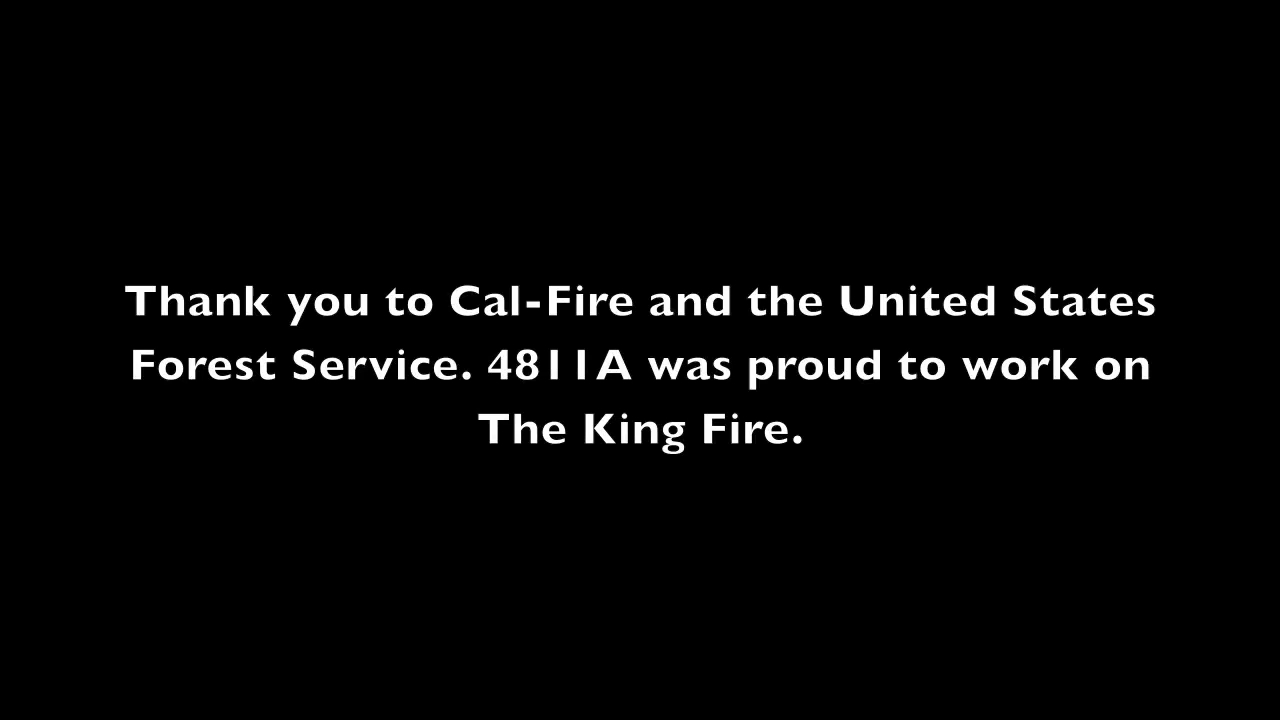 Thank you to Cal-Fire and the United States
Forest Service. 4811A was proud to work on
The King Fire.